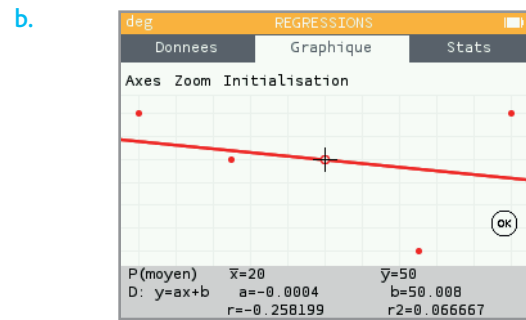 b.
deg REGRESSIONS
Donnees Graphique Stats
Axes Zoom Initialisation
OK
P(moyen) x̅=20 y̅=50
D: y=ax+b a=-0.0004 b=50.008
r=-0.258199 r2=0.066667